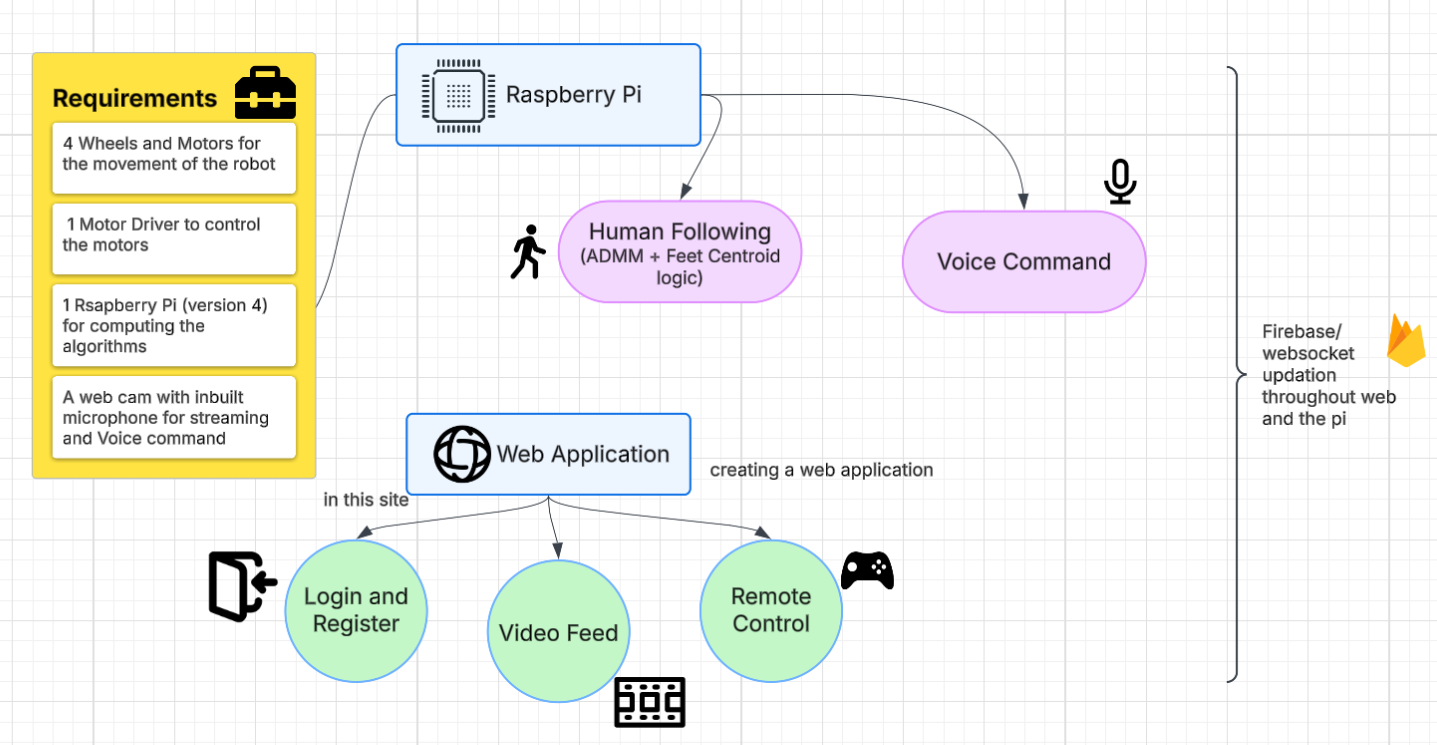 Requirements
4 Wheels and Motors for
the movement of the robot
1 Motor Driver to control
the motors
1 Rsapberry Pi (version 4)
for computing the
algorithms
A web cam with inbuilt
microphone for streaming
and Voice command
Raspberry Pi
Human Following
(ADMM + Feet Centroid
logic)
Voice Command
Firebase/
websocket
updation
throughout web
and the pi
Web Application
creating a web application
in this site
Login and
Register
Video Feed
Remote
Control